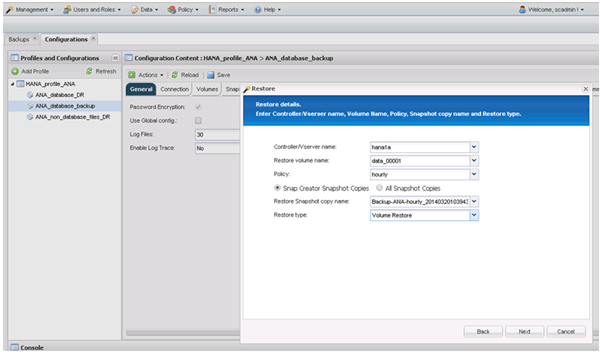 Management Users and Roles Data Policy Reports Help Welcome, scadmin !
Backups Configurations
Profiles and Configurations
Add Profile Refresh
HANA_profile_ANA
ANA_database_DR
ANA_database_backup
ANA_non_database_files_DR
Configuration Content : HANA_profile_ANA > ANA_database_backup
Actions Reload Save
General Connection Volumes Snap
Password Encryption:
Use Global config.:
Log Files: 30
Enable Log Trace: No
Restore
Restore details.
Enter Controller/Vserver name, Volume Name, Policy, Snapshot copy name and Restore type.
Controller/Vserver name: hana1a
Restore volume name: data_00001
Policy: hourly
Snap Creator Snapshot Copies All Snapshot Copies
Restore Snapshot copy name: Backup-ANA-hourly_20140320103943
Restore type: Volume Restore
Back Next Cancel
Console